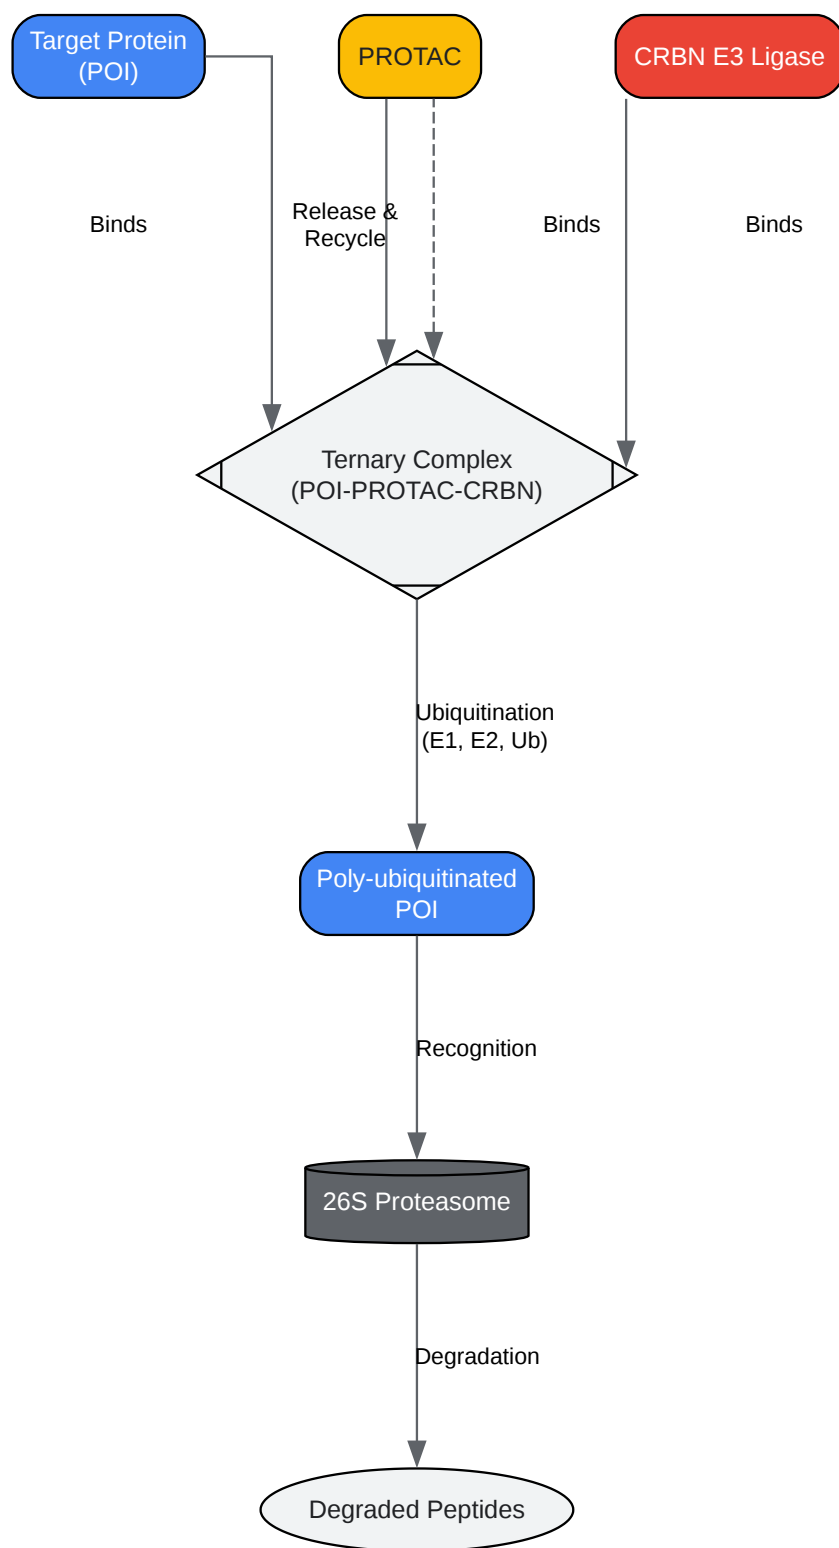 Target Protein
(POI)
PROTAC
CRBN E3 Ligase
Binds
Release &
Recycle
Binds
Binds
Ternary Complex
(POI-PROTAC-CRBN)
Ubiquitination
(E1, E2, Ub)
Poly-ubiquitinated
POI
Recognition
26S Proteasome
Degradation
Degraded Peptides